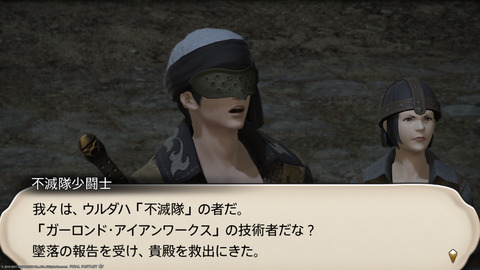 不滅隊少闘士
我々は、ウルダハ「不滅隊」の者だ。
「ガーロンド・アイアンワークス」の技術者だな？
墜落の報告を受け、貴殿を救出にきた。